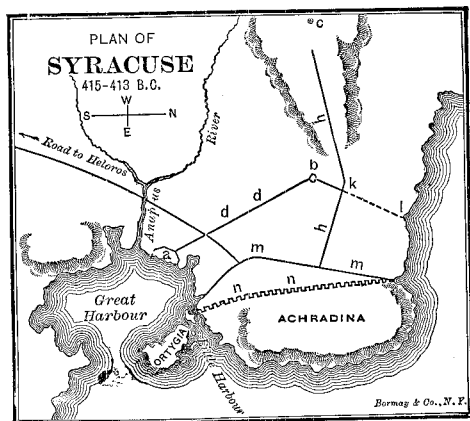 c
PLAN OF
SYRACUSE
415-413 B.C.
W
S N
E
h
River
Road to Heloros
b
k
l
d d
Anapus
h
a
m m
n n
Great
Harbour
ACHRADINA
ORTYGIA
Harbour
Bormay & Co., N.Y.